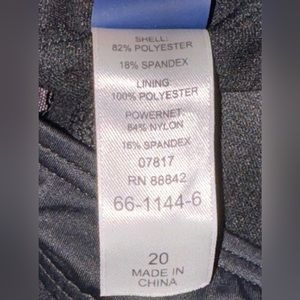 SHELL:
82% POLYESTER
18% SPANDEX
LINING:
100% POLYESTER
POWERNET:
84% NYLON
16% SPANDEX
07817
RN 88842
66-1144-6
20
MADE IN
CHINA